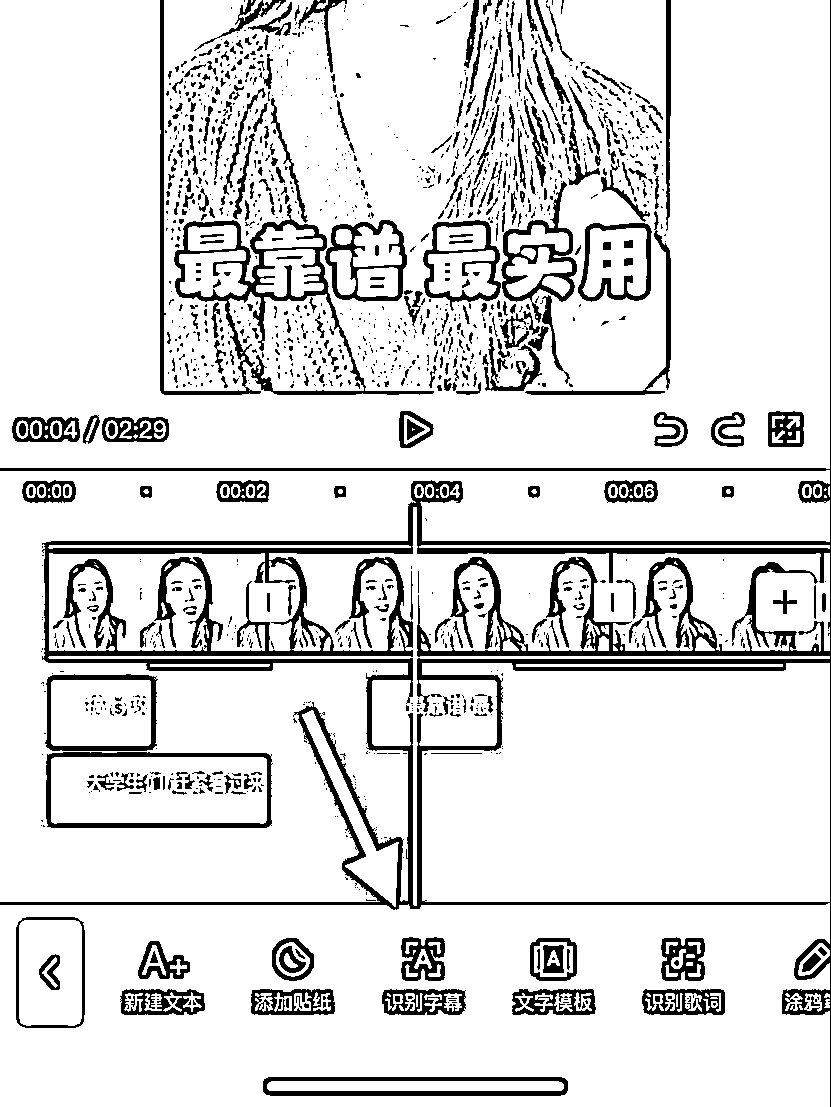 最靠谱 最实用
00:04 / 02:29
00:00 00:02 00:04 00:06
最靠谱 最
大学生们赶紧看过来
A+ A A
新建文本 添加贴纸 识别字幕 文字模板 识别歌词 涂鸦